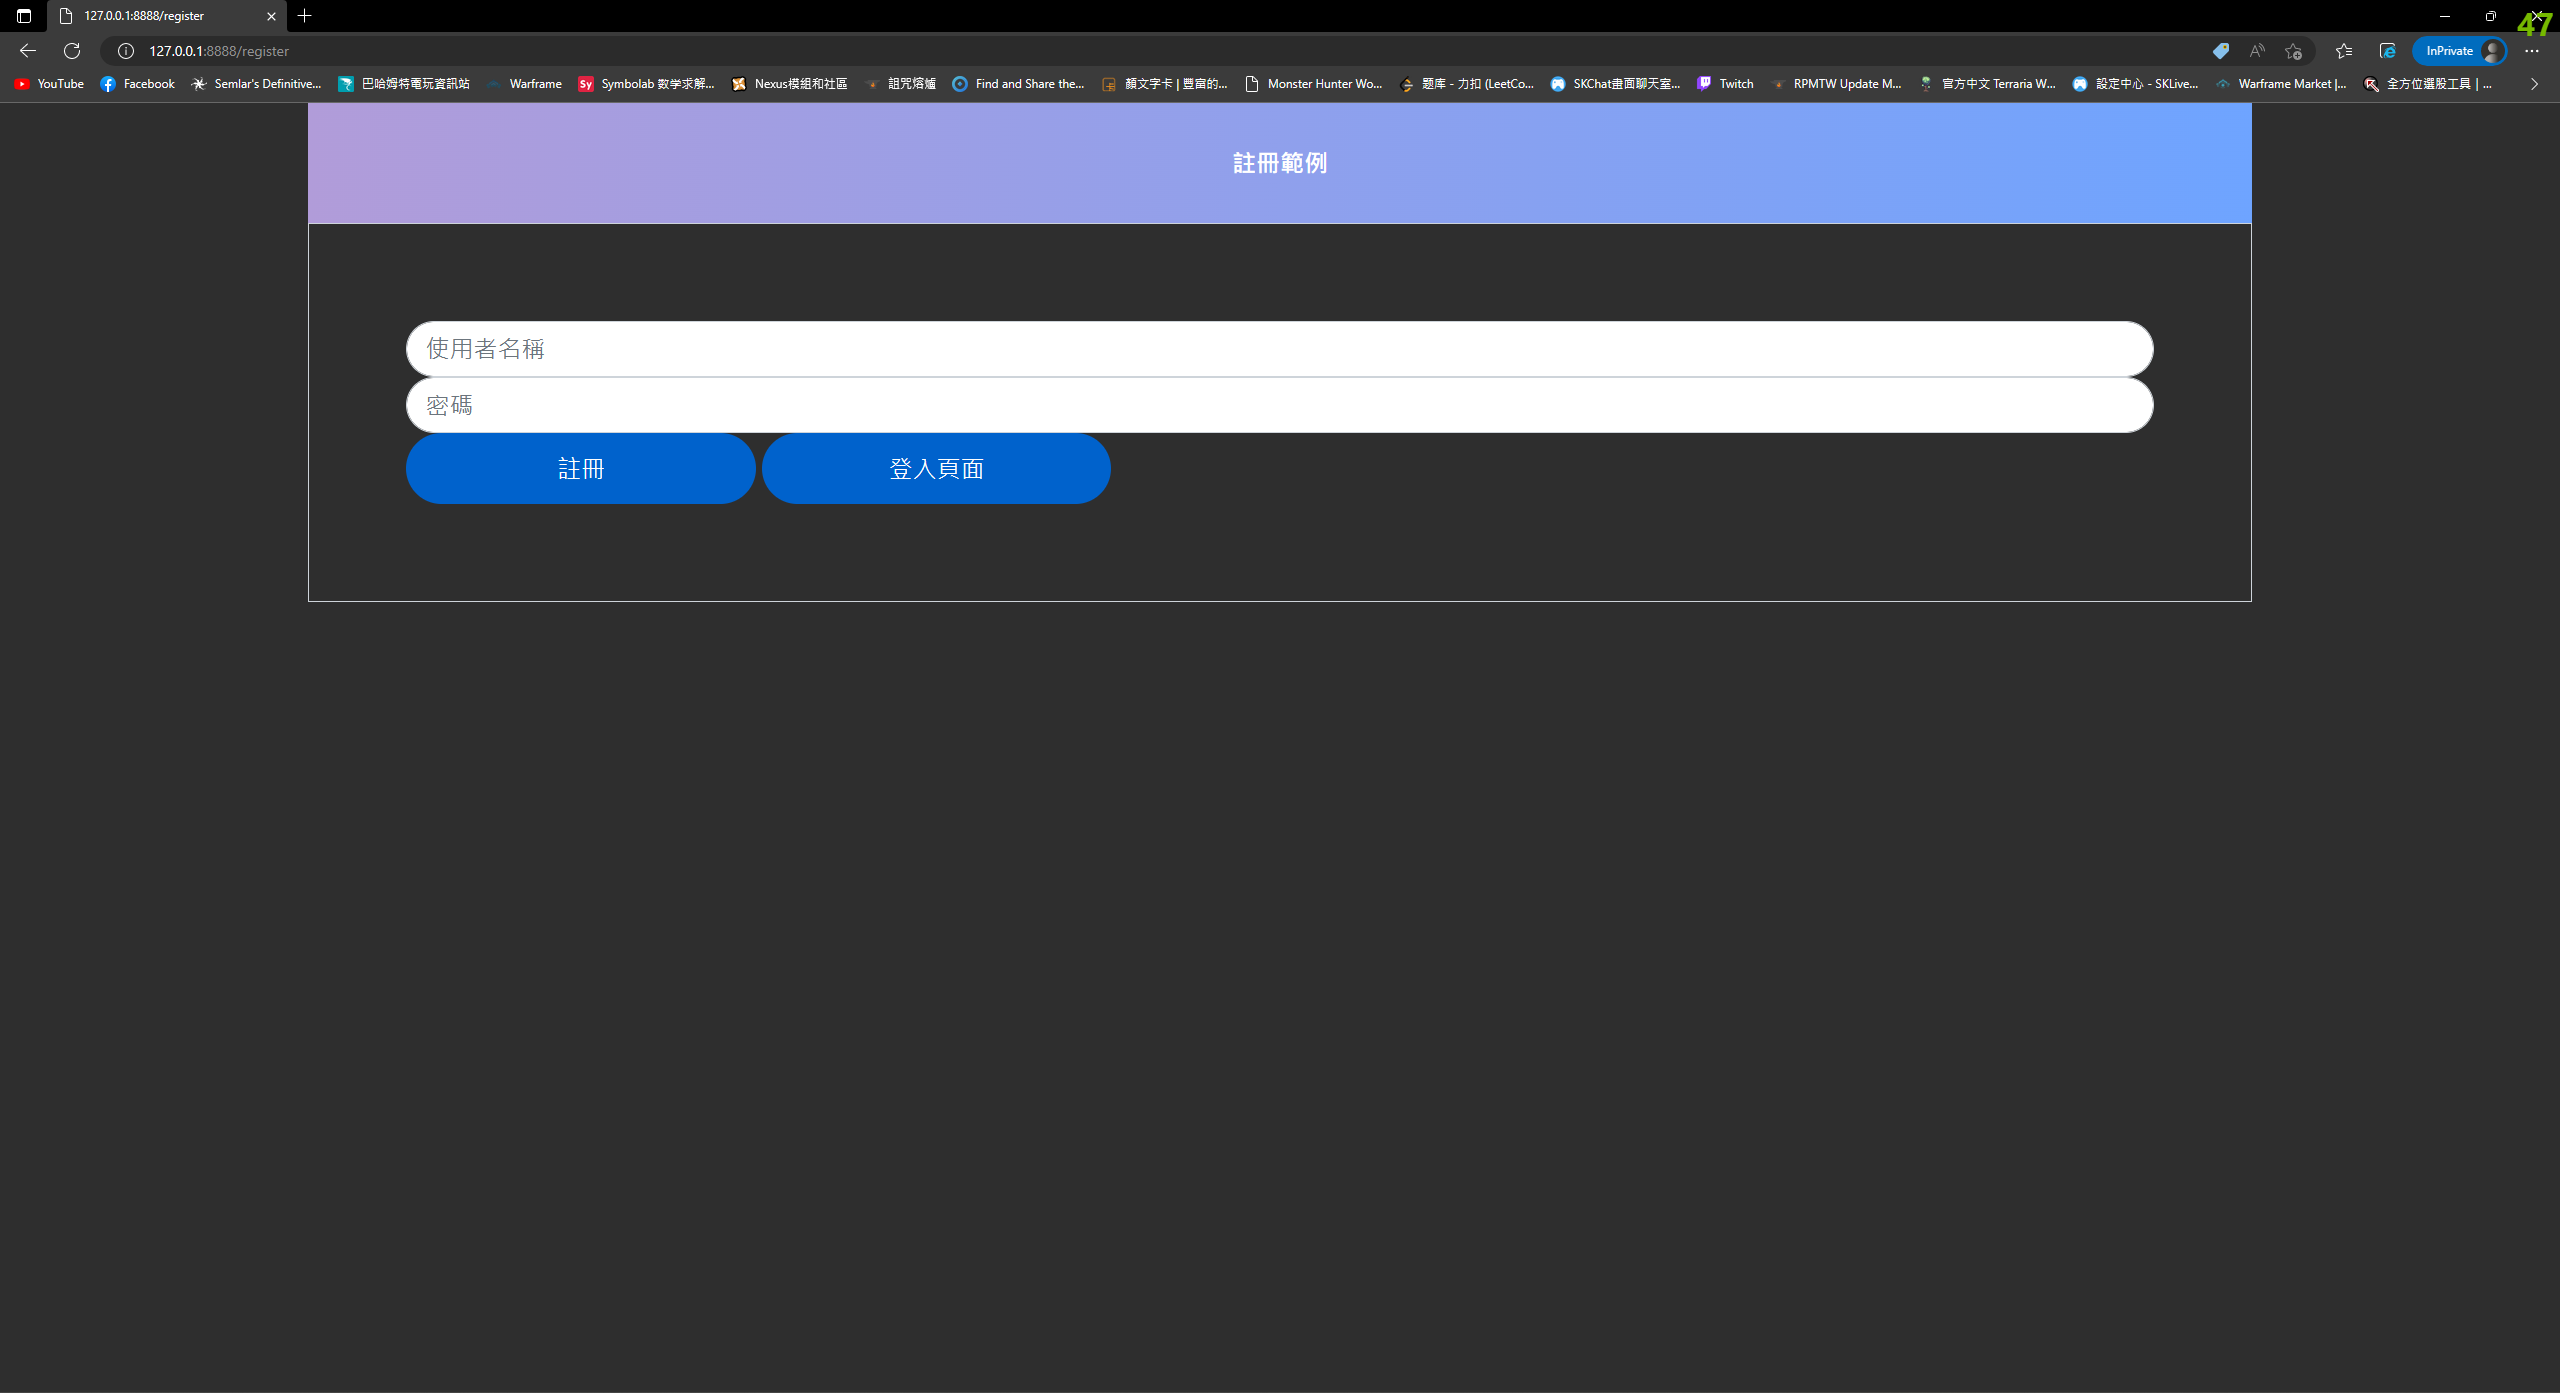 127.0.0.1:8888/register
47
127.0.0.1:8888/register
InPrivate
YouTube Facebook Semlar's Definitive... 巴哈姆特電玩資訊站 Warframe Sy Symbolab 数学求解... Nexus模組和社區 詛咒熔爐 Find and Share the... 顏文字卡 | 豐富的... Monster Hunter Wo... 题库 - 力扣 (LeetCo... SKChat畫面聊天室... Twitch RPMTW Update M... 官方中文 Terraria W... 設定中心 - SKLive... Warframe Market |... 全方位選股工具 | ...
註冊範例
使用者名稱
密碼
註冊 登入頁面